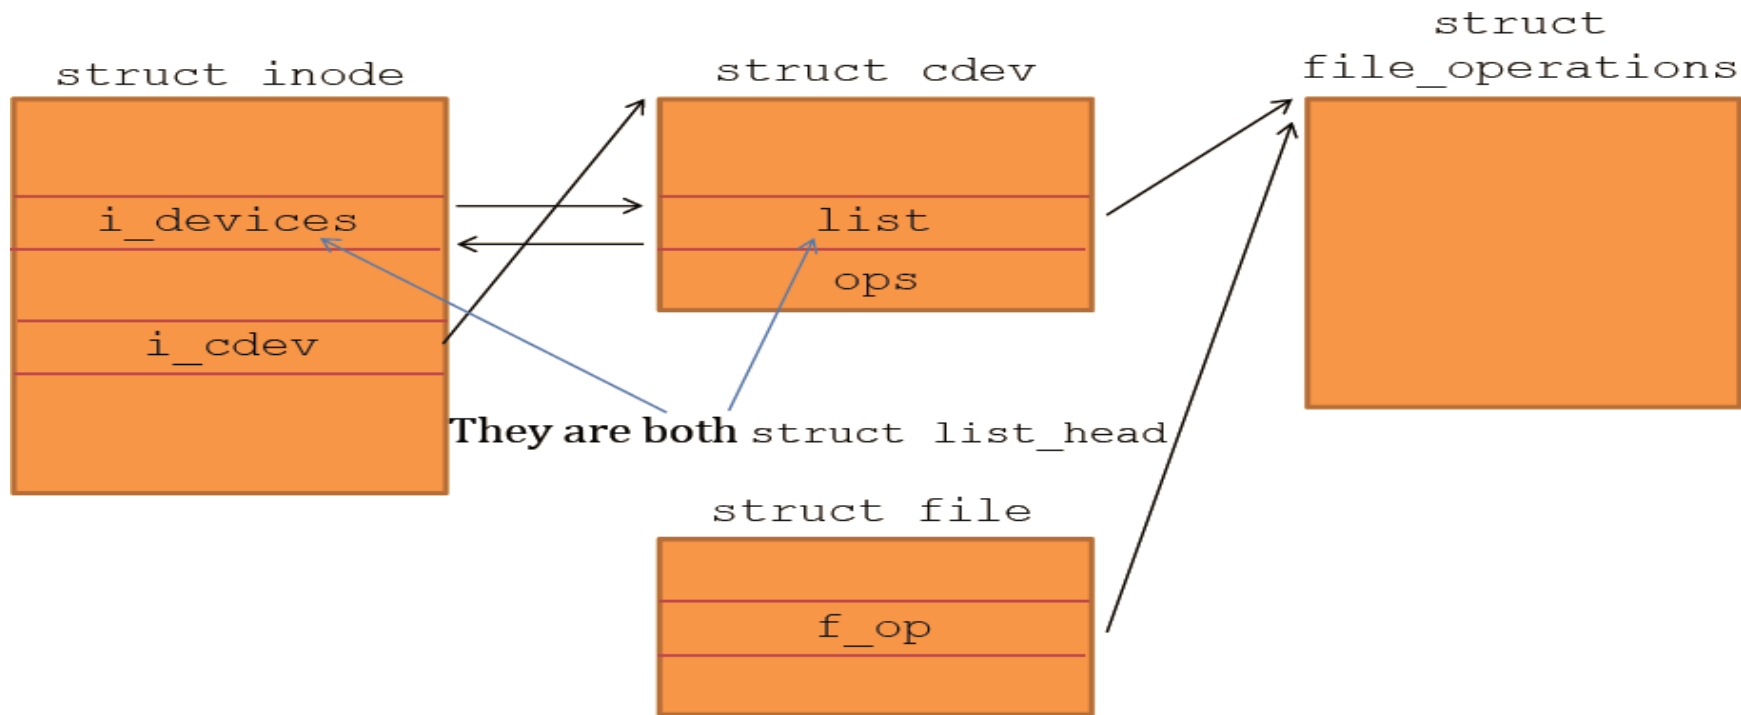 struct inode
i_devices
i_cdev
struct cdev
list
ops
struct
file_operations
They are both struct list_head
struct file
f_op